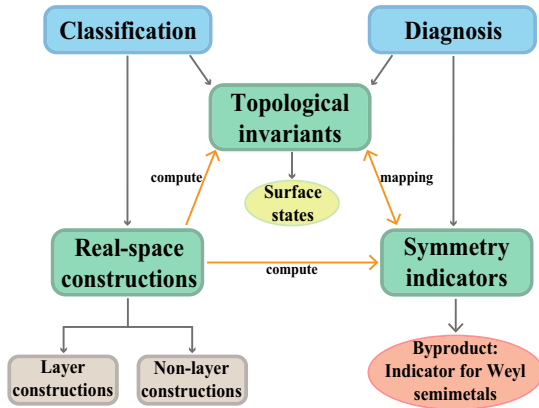 Classification
Diagnosis
Topological
invariants
compute
mapping
Surface
states
Real-space
constructions
compute
Symmetry
indicators
Layer
constructions
Non-layer
constructions
Byproduct:
Indicator for Weyl
semimetals